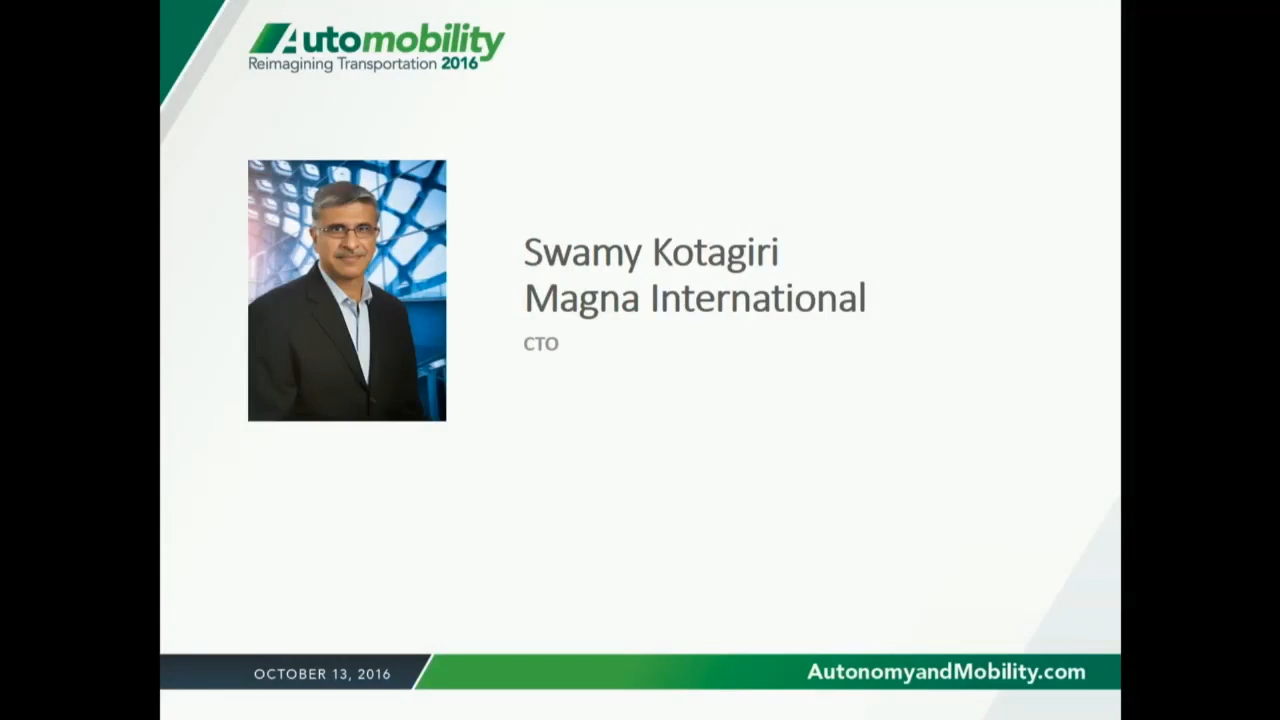 Automobility
Reimagining Transportation 2016
Swamy Kotagiri
Magna International
CTO
OCTOBER 13, 2016
AutonomyandMobility.com